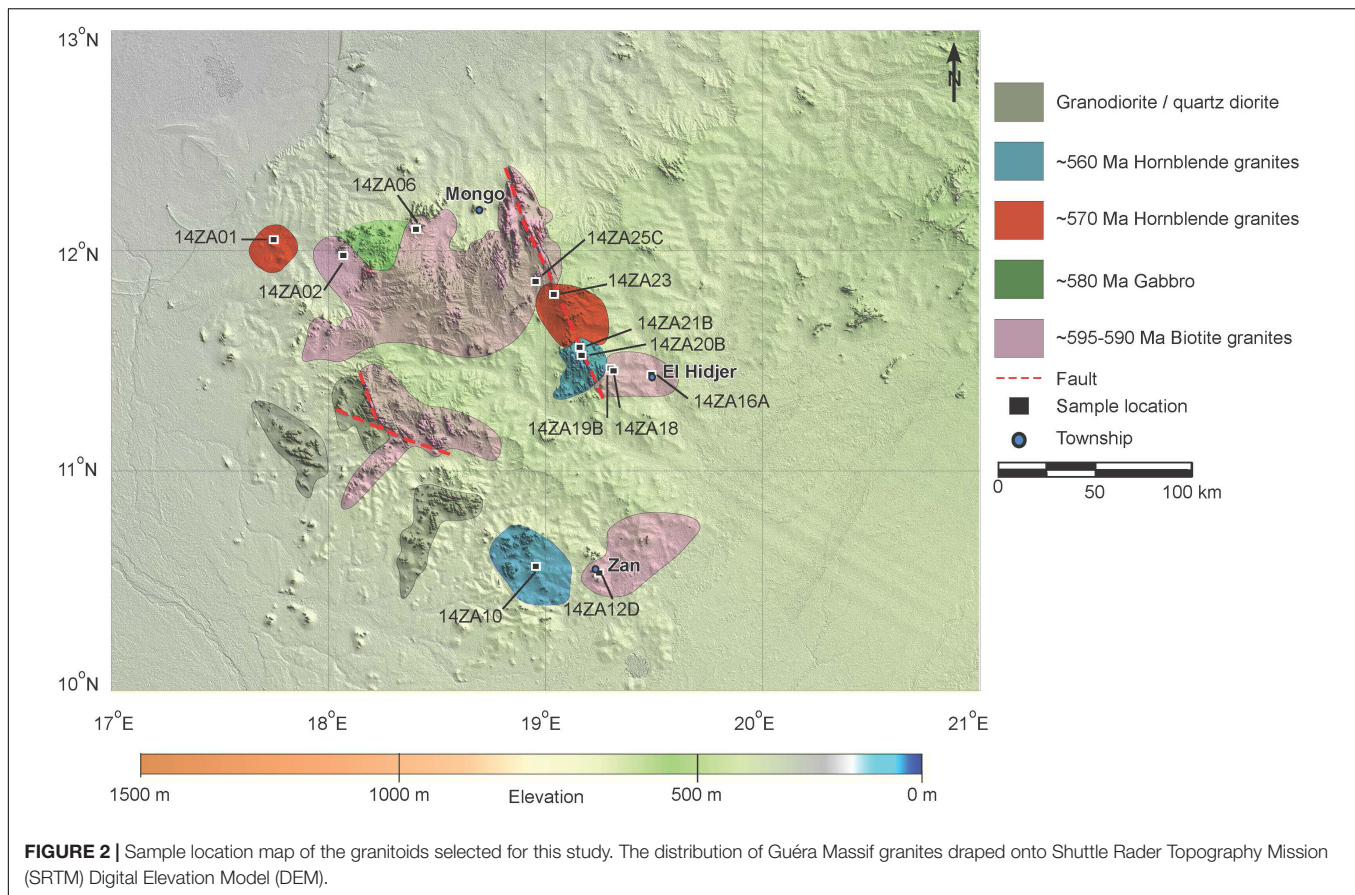 13°N
12°N
11°N
10°N
17°E
18°E
19°E
20°E
21°E
N
14ZA06
Mongo
14ZA01
14ZA02
14ZA25C
14ZA23
14ZA21B
14ZA20B
El Hidjer
14ZA16A
14ZA19B
14ZA18
Zan
14ZA10
14ZA12D
Granodiorite / quartz diorite
~560 Ma Hornblende granites
~570 Ma Hornblende granites
~580 Ma Gabbro
~595-590 Ma Biotite granites
Fault
Sample location
Township
0 50 100 km
1500 m 1000 m Elevation 500 m 0 m
FIGURE 2 | Sample location map of the granitoids selected for this study. The distribution of Guéra Massif granites draped onto Shuttle Rader Topography Mission
(SRTM) Digital Elevation Model (DEM).